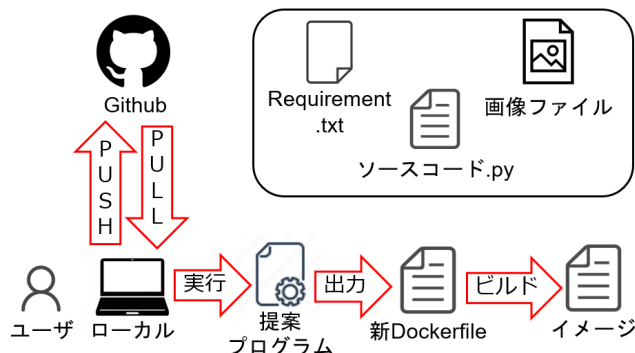 Github
PUSH
PULL
Requirement
.txt
画像ファイル
ソースコード.py
実行
出力
ビルド
ユーザ
ローカル
提案
プログラム
新Dockerfile
イメージ